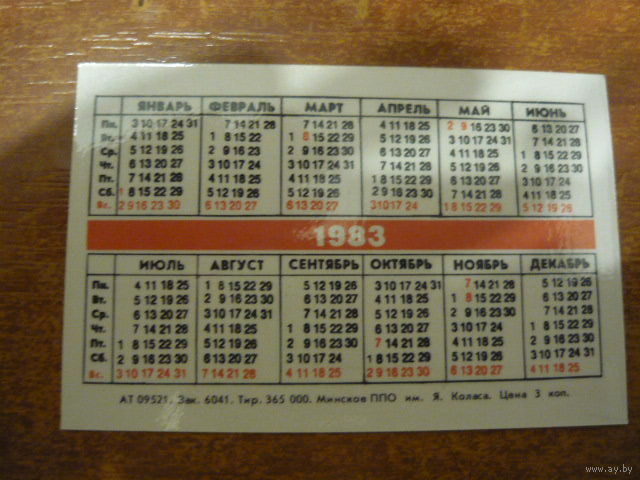 ЯНВАРЬ ФЕВРАЛЬ МАРТ АПРЕЛЬ МАЙ ИЮНЬ
Пн. 3 10 17 24 31 7 14 21 28 7 14 21 28 4 11 18 25 2 9 16 23 30 6 13 20 27
Вт. 4 11 18 25 1 8 15 22 1 8 15 22 29 5 12 19 26 3 10 17 24 31 7 14 21 28
Ср. 5 12 19 26 2 9 16 23 2 9 16 23 30 6 13 20 27 4 11 18 25 1 8 15 22 29
Чт. 6 13 20 27 3 10 17 24 3 10 17 24 31 7 14 21 28 5 12 19 26 2 9 16 23 30
Пт. 7 14 21 28 4 11 18 25 4 11 18 25 1 8 15 22 29 6 13 20 27 3 10 17 24
Сб. 1 8 15 22 29 5 12 19 26 5 12 19 26 2 9 16 23 30 7 14 21 28 4 11 18 25
Вс. 2 9 16 23 30 6 13 20 27 6 13 20 27 3 10 17 24 1 8 15 22 29 5 12 19 26
1983
ИЮЛЬ АВГУСТ СЕНТЯБРЬ ОКТЯБРЬ НОЯБРЬ ДЕКАБРЬ
Пн. 4 11 18 25 1 8 15 22 29 5 12 19 26 3 10 17 24 31 7 14 21 28 5 12 19 26
Вт. 5 12 19 26 2 9 16 23 30 6 13 20 27 4 11 18 25 1 8 15 22 29 6 13 20 27
Ср. 6 13 20 27 3 10 17 24 31 7 14 21 28 5 12 19 26 2 9 16 23 30 7 14 21 28
Чт. 7 14 21 28 4 11 18 25 1 8 15 22 29 6 13 20 27 3 10 17 24 1 8 15 22 29
Пт. 1 8 15 22 29 5 12 19 26 2 9 16 23 30 7 14 21 28 4 11 18 25 2 9 16 23 30
Сб. 2 9 16 23 30 6 13 20 27 3 10 17 24 1 8 15 22 29 5 12 19 26 3 10 17 24 31
Вс. 3 10 17 24 31 7 14 21 28 4 11 18 25 2 9 16 23 30 6 13 20 27 4 11 18 25
АТ 09521. Зак. 6041. Тир. 365 000. Минское ППО им. Я. Коласа. Цена 3 коп.
www.ay.by